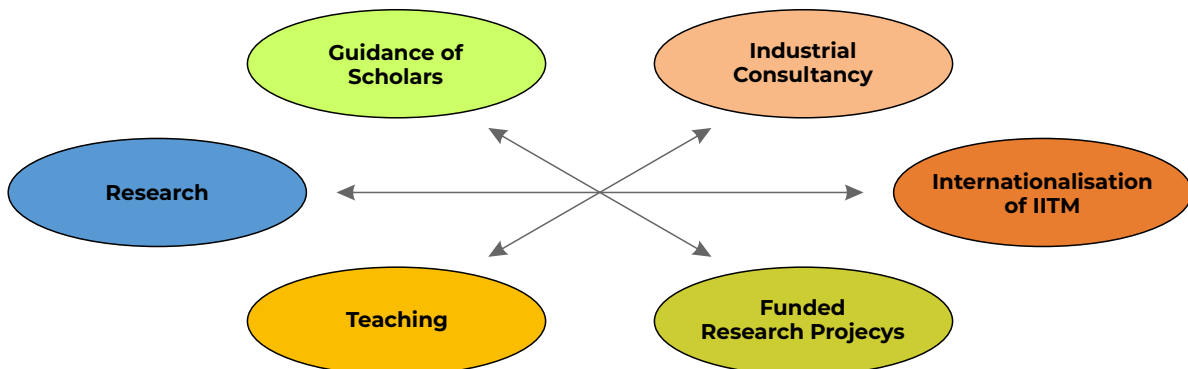 Guidance of
Scholars
Industrial
Consultancy
Research
Internationalisation
of IITM
Teaching
Funded
Research Projecys